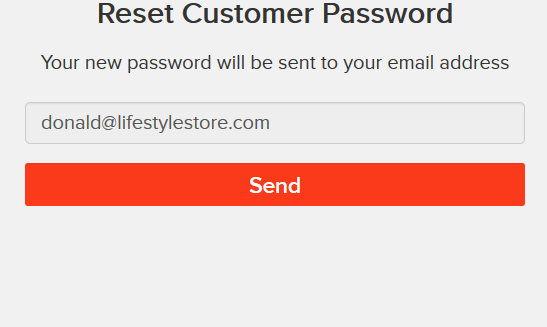 Reset Customer Password
Your new password will be sent to your email address
donald@lifestylestore.com
Send